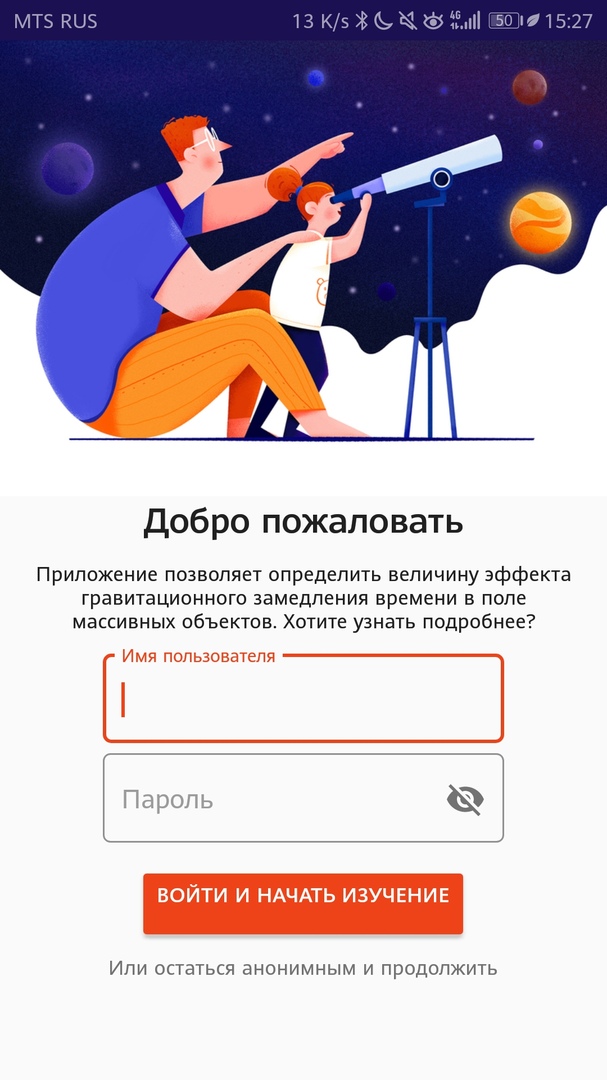 MTS RUS 13 K/s 4G 50 15:27
Добро пожаловать
Приложение позволяет определить величину эффекта
гравитационного замедления времени в поле
массивных объектов. Хотите узнать подробнее?
Имя пользователя
Пароль
ВОЙТИ И НАЧАТЬ ИЗУЧЕНИЕ
Или остаться анонимным и продолжить